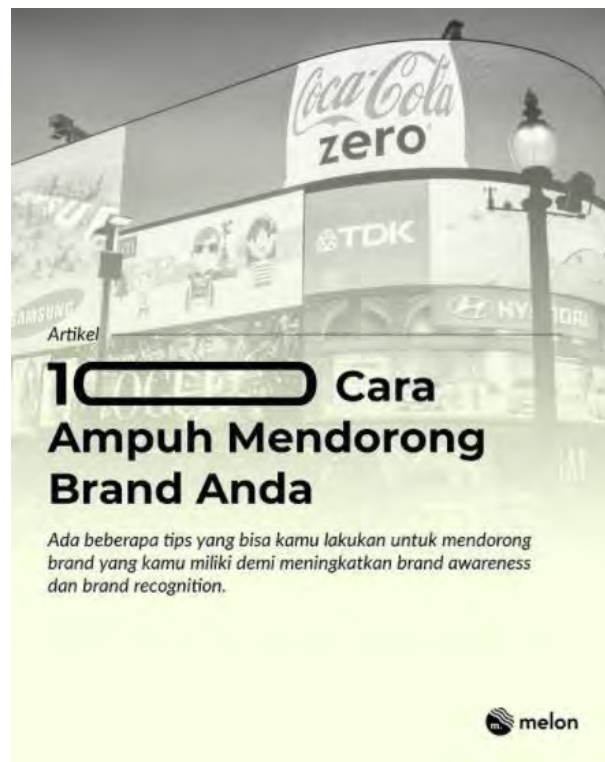 Coca-Cola
zero
TDK
SAMSUNG
HYUNDAI
Artikel
10 Cara
Ampuh Mendorong
Brand Anda
Ada beberapa tips yang bisa kamu lakukan untuk mendorong
brand yang kamu miliki demi meningkatkan brand awareness
dan brand recognition.
m. melon